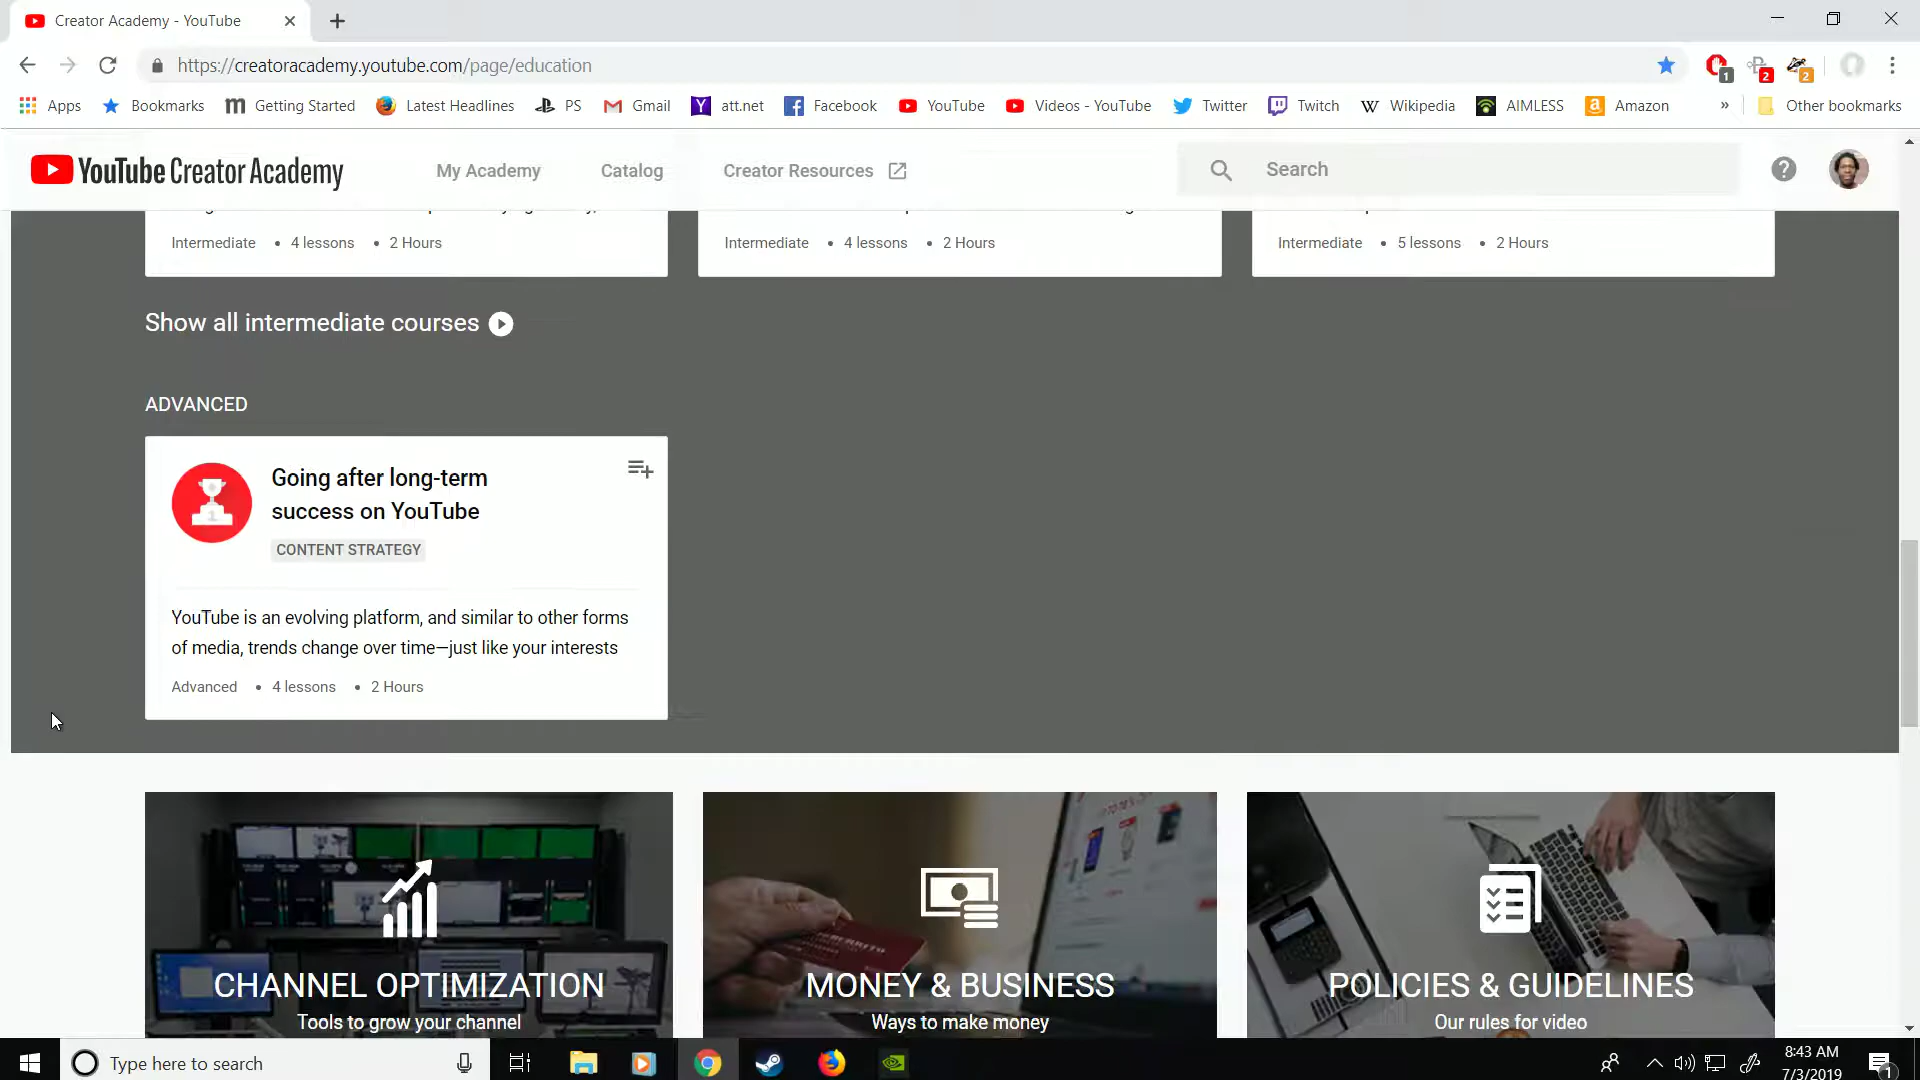 Creator Academy - YouTube
https://creatoracademy.youtube.com/page/education
1
2
2
Apps
Bookmarks
Getting Started
Latest Headlines
PS
Gmail
att.net
Facebook
YouTube
Videos - YouTube
Twitter
Twitch
Wikipedia
AIMLESS
Amazon
»
Other bookmarks
YouTube Creator Academy
My Academy
Catalog
Creator Resources
Search
Intermediate • 4 lessons • 2 Hours
Intermediate • 4 lessons • 2 Hours
Intermediate • 5 lessons • 2 Hours
Show all intermediate courses
ADVANCED
Going after long-term
success on YouTube
CONTENT STRATEGY
YouTube is an evolving platform, and similar to other forms
of media, trends change over time—just like your interests
Advanced • 4 lessons • 2 Hours
CHANNEL OPTIMIZATION
Tools to grow your channel
MONEY & BUSINESS
Ways to make money
POLICIES & GUIDELINES
Our rules for video
Type here to search
8:43 AM
7/3/2019
1